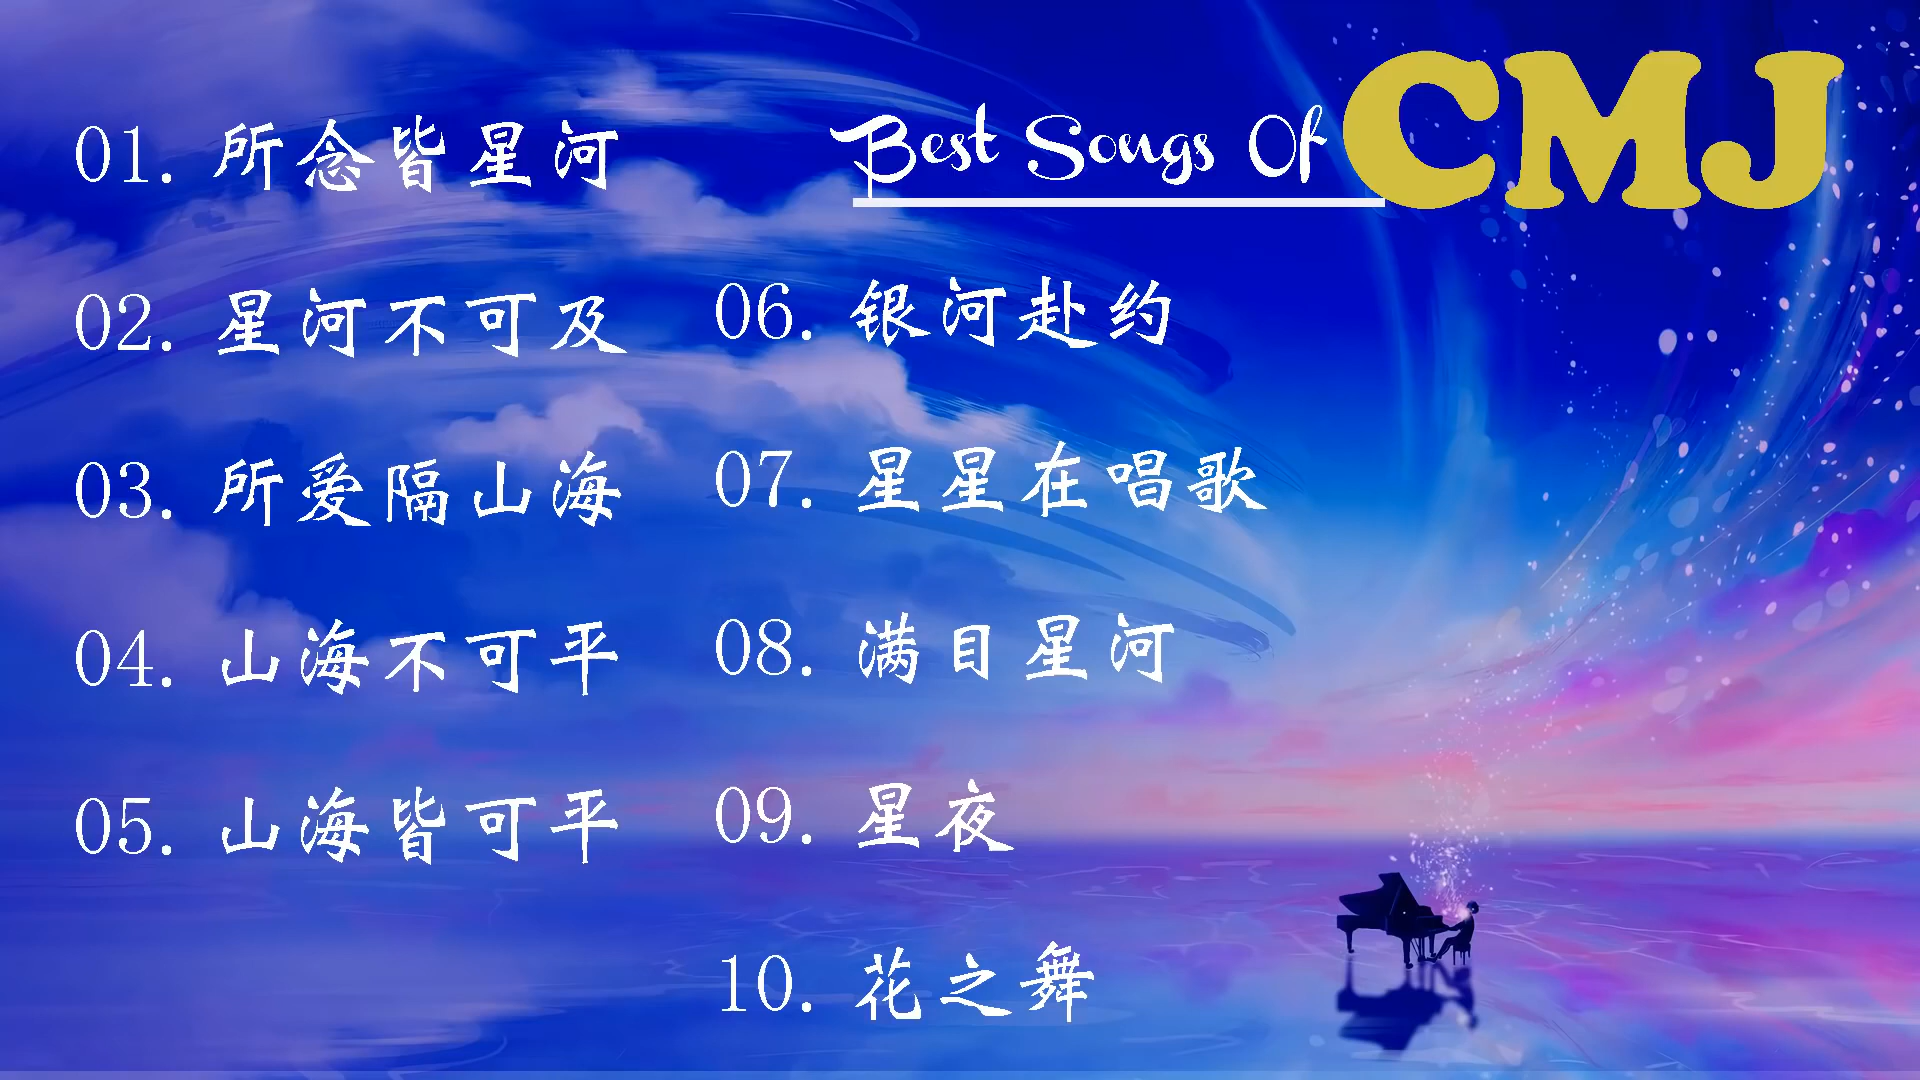 Best Songs Of CMJ
01. 所念皆星河
02. 星河不可及
03. 所爱隔山海
04. 山海不可平
05. 山海皆可平
06. 银河赴约
07. 星星在唱歌
08. 满目星河
09. 星夜
10. 花之舞